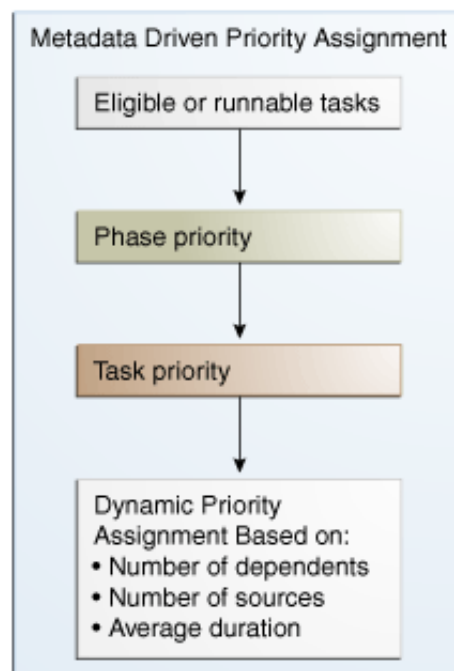 Metadata Driven Priority Assignment
Eligible or runnable tasks
Phase priority
Task priority
Dynamic Priority
Assignment Based on:
• Number of dependents
• Number of sources
• Average duration